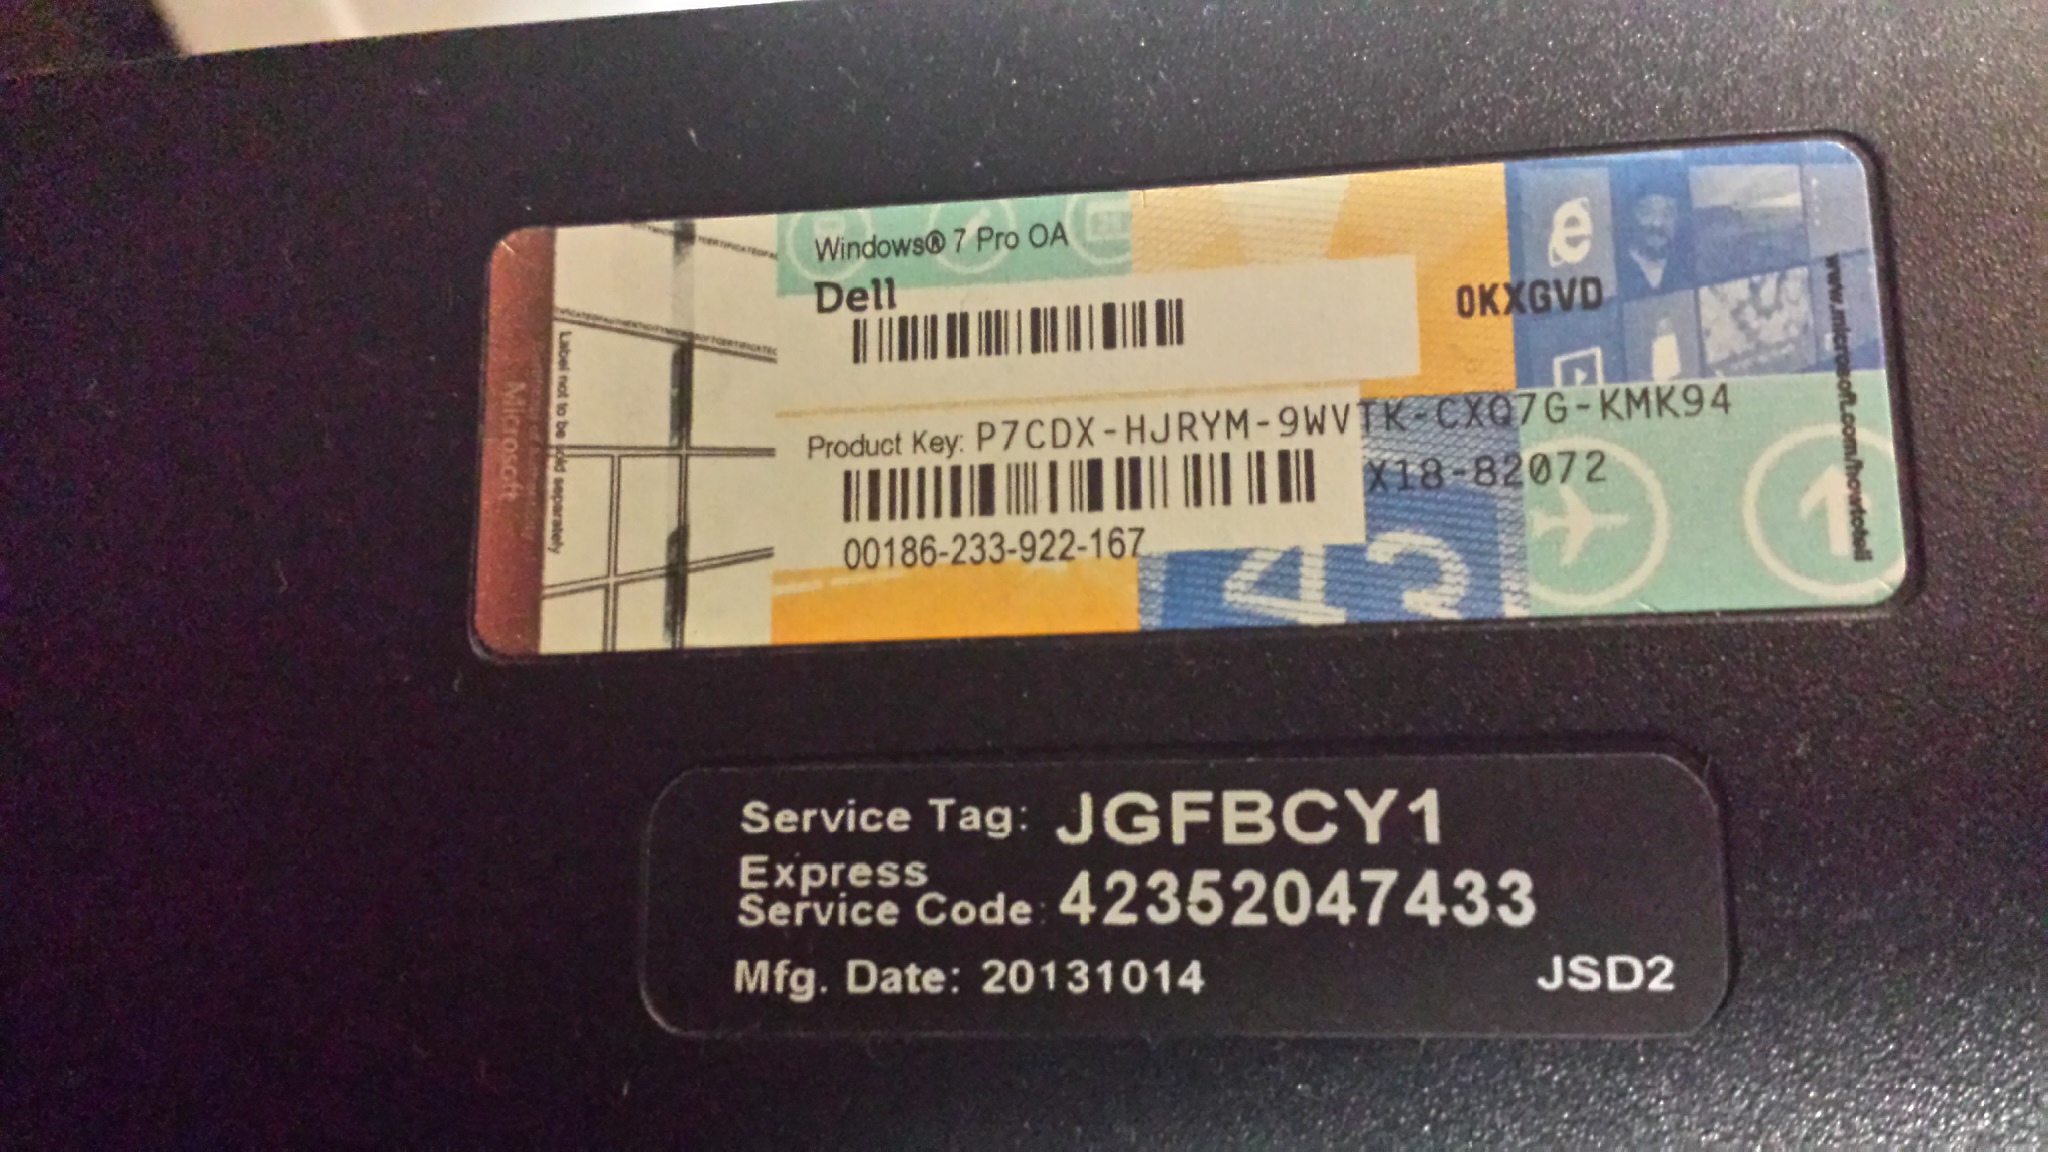 Windows® 7 Pro OA
Dell
0KXGVD
Product Key: P7CDX-HJRYM-9WVTK-CXQ7G-KMK94
X18-82072
00186-233-922-167
Microsoft
Label not to be sold separately
www.microsoft.com/howtotell
Service Tag: JGFBCY1
Express
Service Code: 42352047433
Mfg. Date: 20131014 JSD2